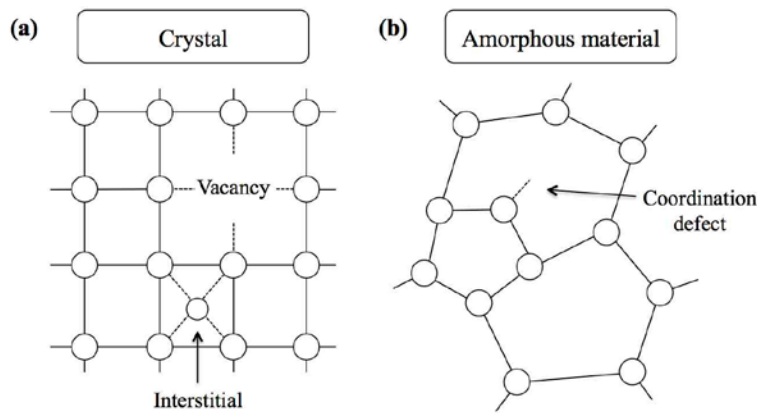 (a)
Crystal
(b)
Amorphous material
Vacancy
Coordination
defect
Interstitial